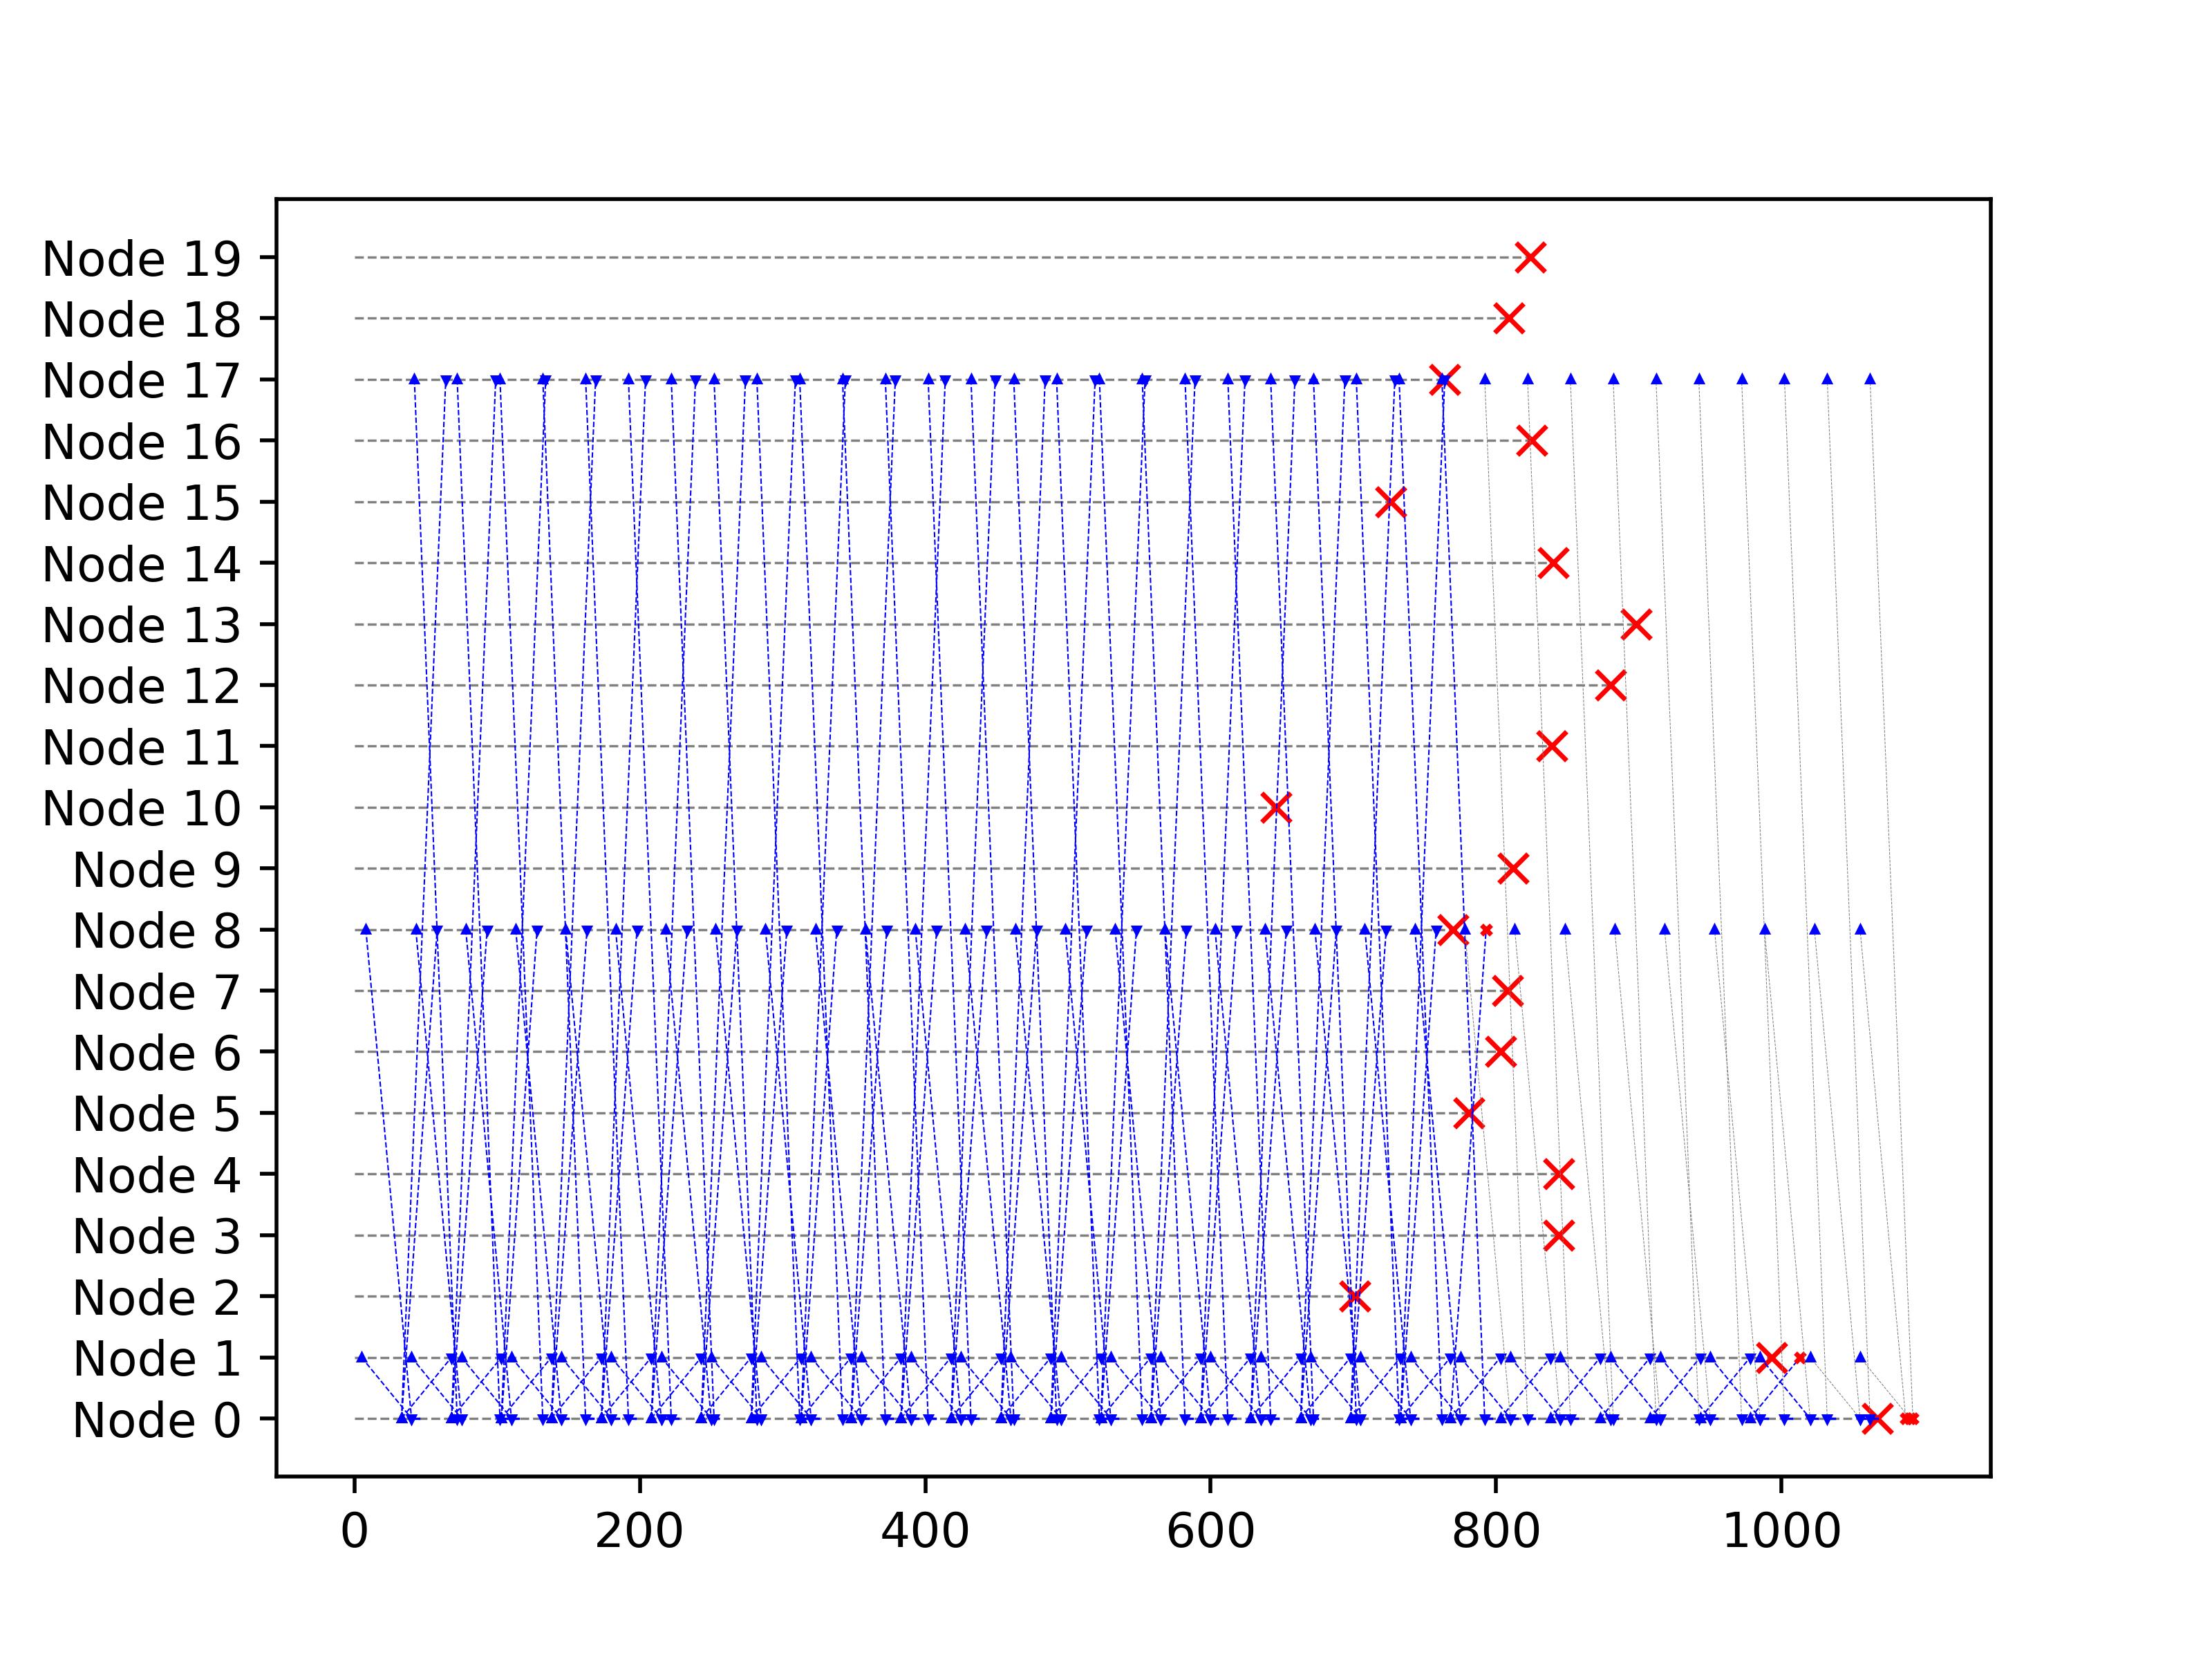 Node 19
Node 18
Node 17
Node 16
Node 15
Node 14
Node 13
Node 12
Node 11
Node 10
Node 9
Node 8
Node 7
Node 6
Node 5
Node 4
Node 3
Node 2
Node 1
Node 0
0 200 400 600 800 1000